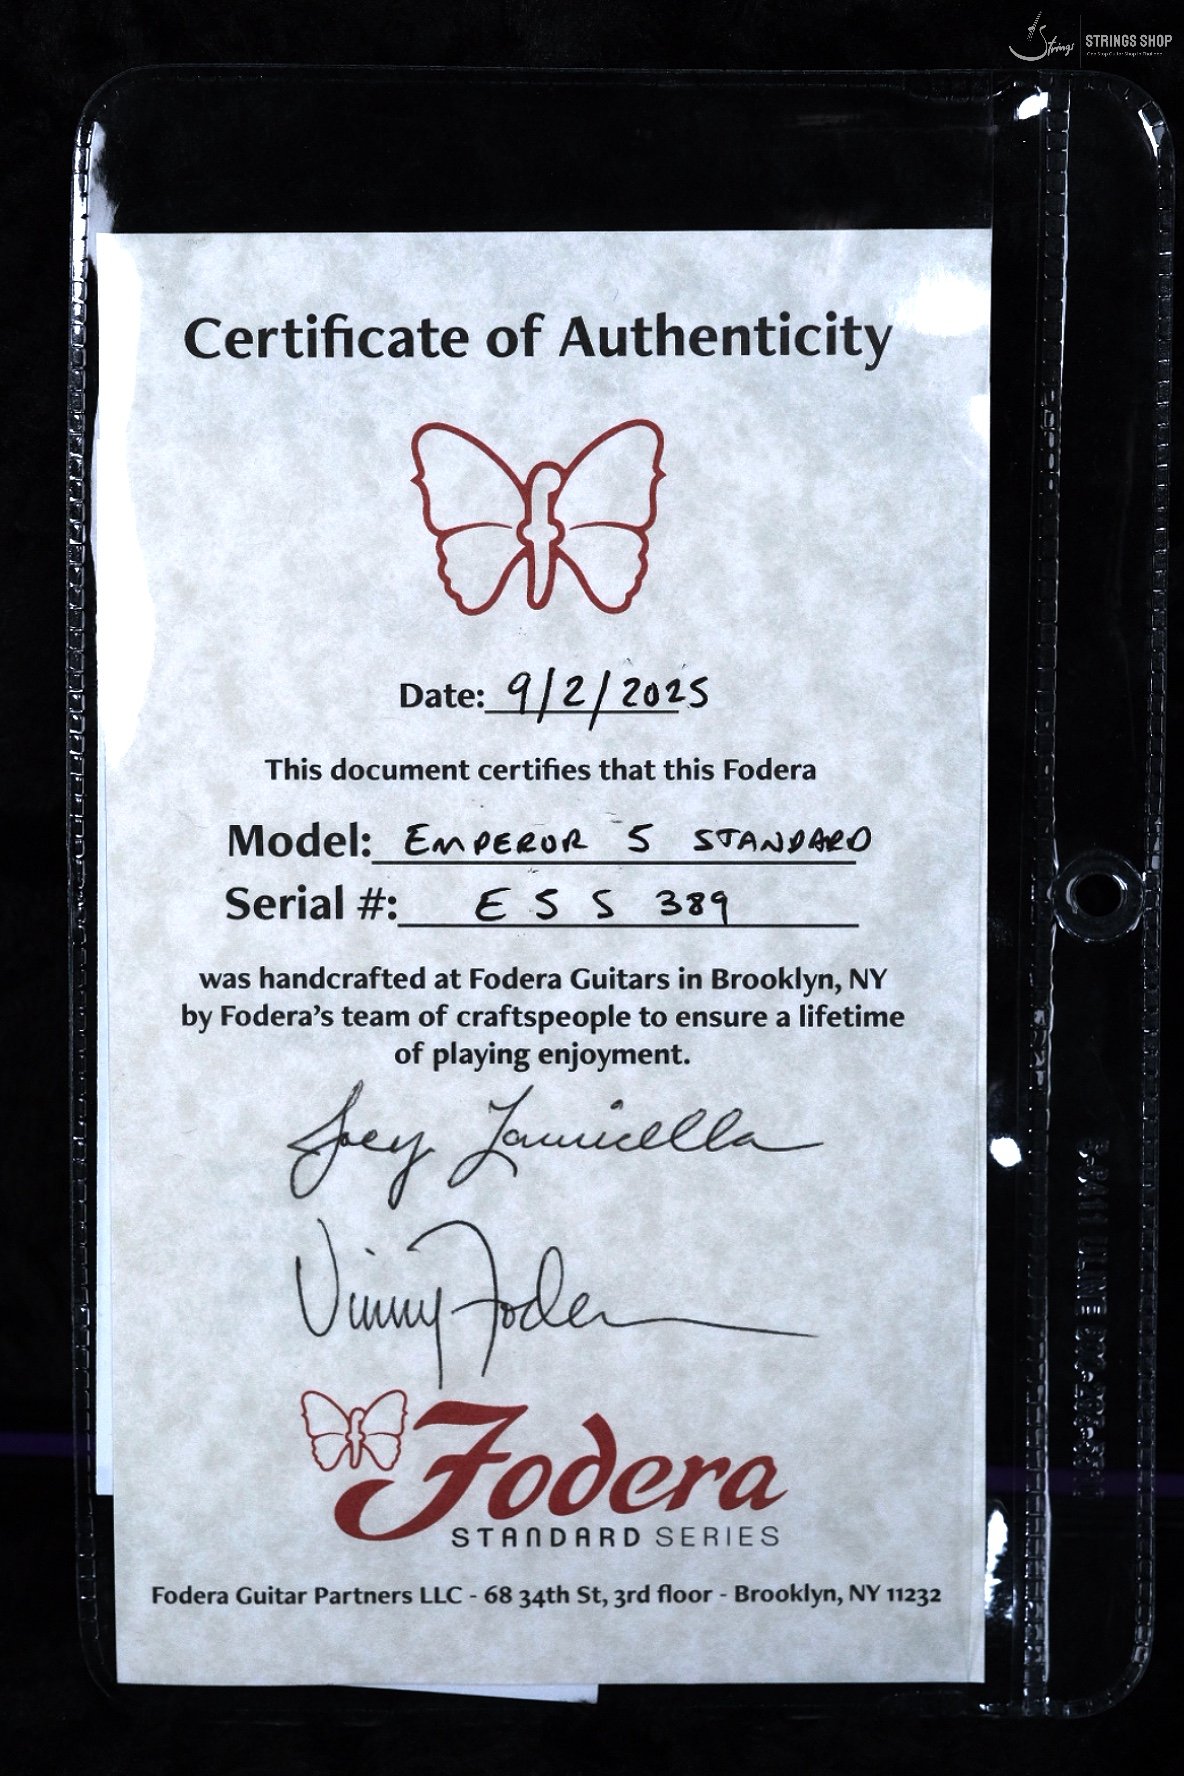 Strings
STRINGS SHOP
Certificate of Authenticity
Date: 9/2/2025
This document certifies that this Fodera
Model: EMPEROR 5 STANDARD
Serial #: E 5 S 389
was handcrafted at Fodera Guitars in Brooklyn, NY
by Fodera's team of craftspeople to ensure a lifetime
of playing enjoyment.
Joey Lauricella
Vinny Fodera
Fodera
STANDARD SERIES
Fodera Guitar Partners LLC - 68 34th St, 3rd floor - Brooklyn, NY 11232